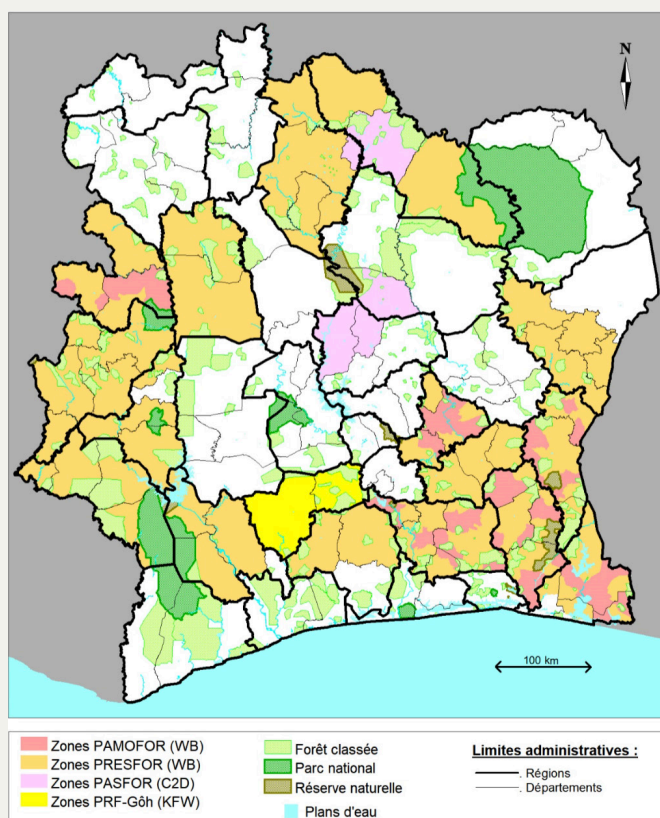 N
100 km
Zones PAMOFOR (WB)
Zones PRESFOR (WB)
Zones PASFOR (C2D)
Zones PRF-Gôh (KFW)
Forêt classée
Parc national
Réserve naturelle
Plans d'eau
Limites administratives :
Régions
Départements